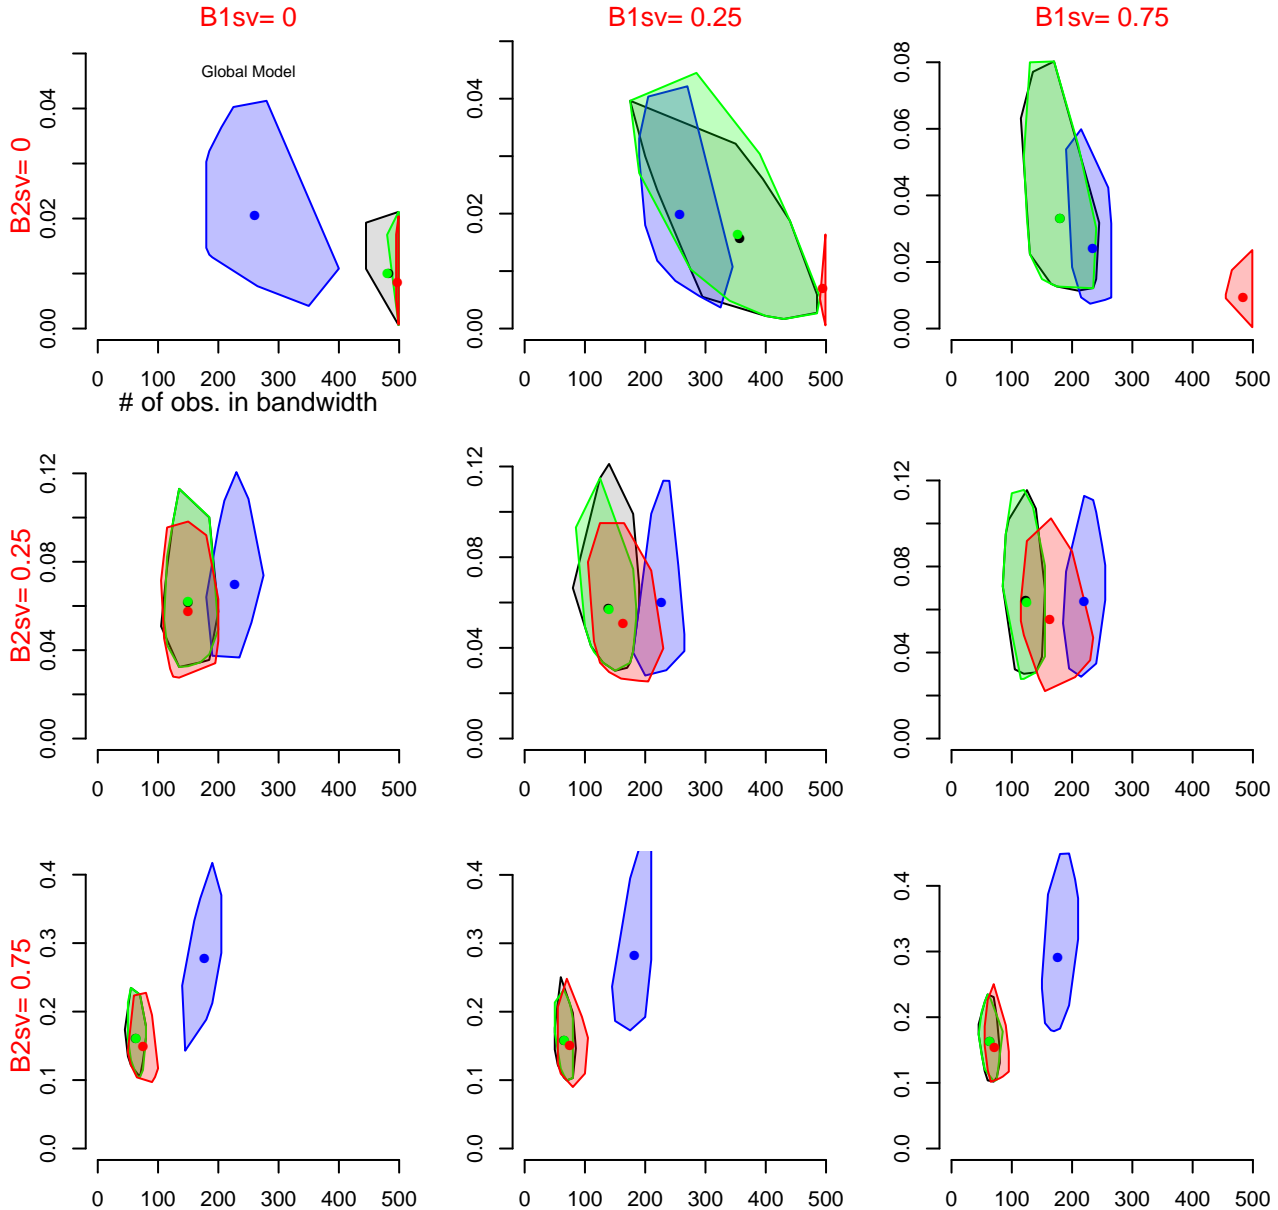 B1sv= 0
B1sv= 0.25
B1sv= 0.75
B2sv= 0
Global Model
0.00 0.02 0.04
0 100 200 300 400 500
# of obs. in bandwidth
0.00 0.02 0.04
0 100 200 300 400 500
0.00 0.02 0.04 0.06 0.08
0 100 200 300 400 500
B2sv= 0.25
0.00 0.04 0.08 0.12
0 100 200 300 400 500
0.00 0.04 0.08 0.12
0 100 200 300 400 500
0.00 0.04 0.08 0.12
0 100 200 300 400 500
B2sv= 0.75
0.0 0.1 0.2 0.3 0.4
0 100 200 300 400 500
0.0 0.1 0.2 0.3 0.4
0 100 200 300 400 500
0.0 0.1 0.2 0.3 0.4
0 100 200 300 400 500